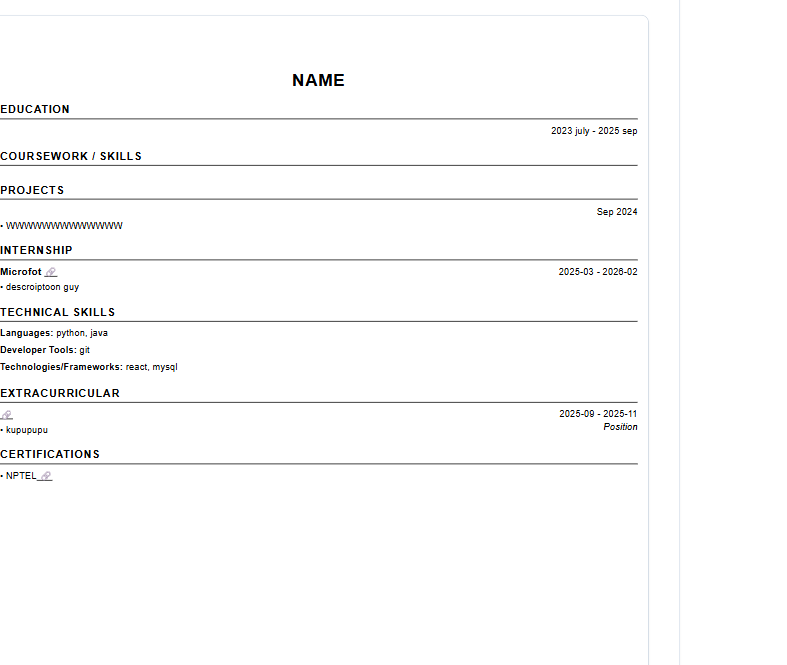 NAME
EDUCATION
2023 july - 2025 sep
COURSEWORK / SKILLS
PROJECTS
Sep 2024
• WWWWWWWWWWWWW
INTERNSHIP
Microfot 🔗 2025-03 - 2026-02
• descroiptoon guy
TECHNICAL SKILLS
Languages: python, java
Developer Tools: git
Technologies/Frameworks: react, mysql
EXTRACURRICULAR
🔗 2025-09 - 2025-11
Position
• kupupupu
CERTIFICATIONS
• NPTEL 🔗